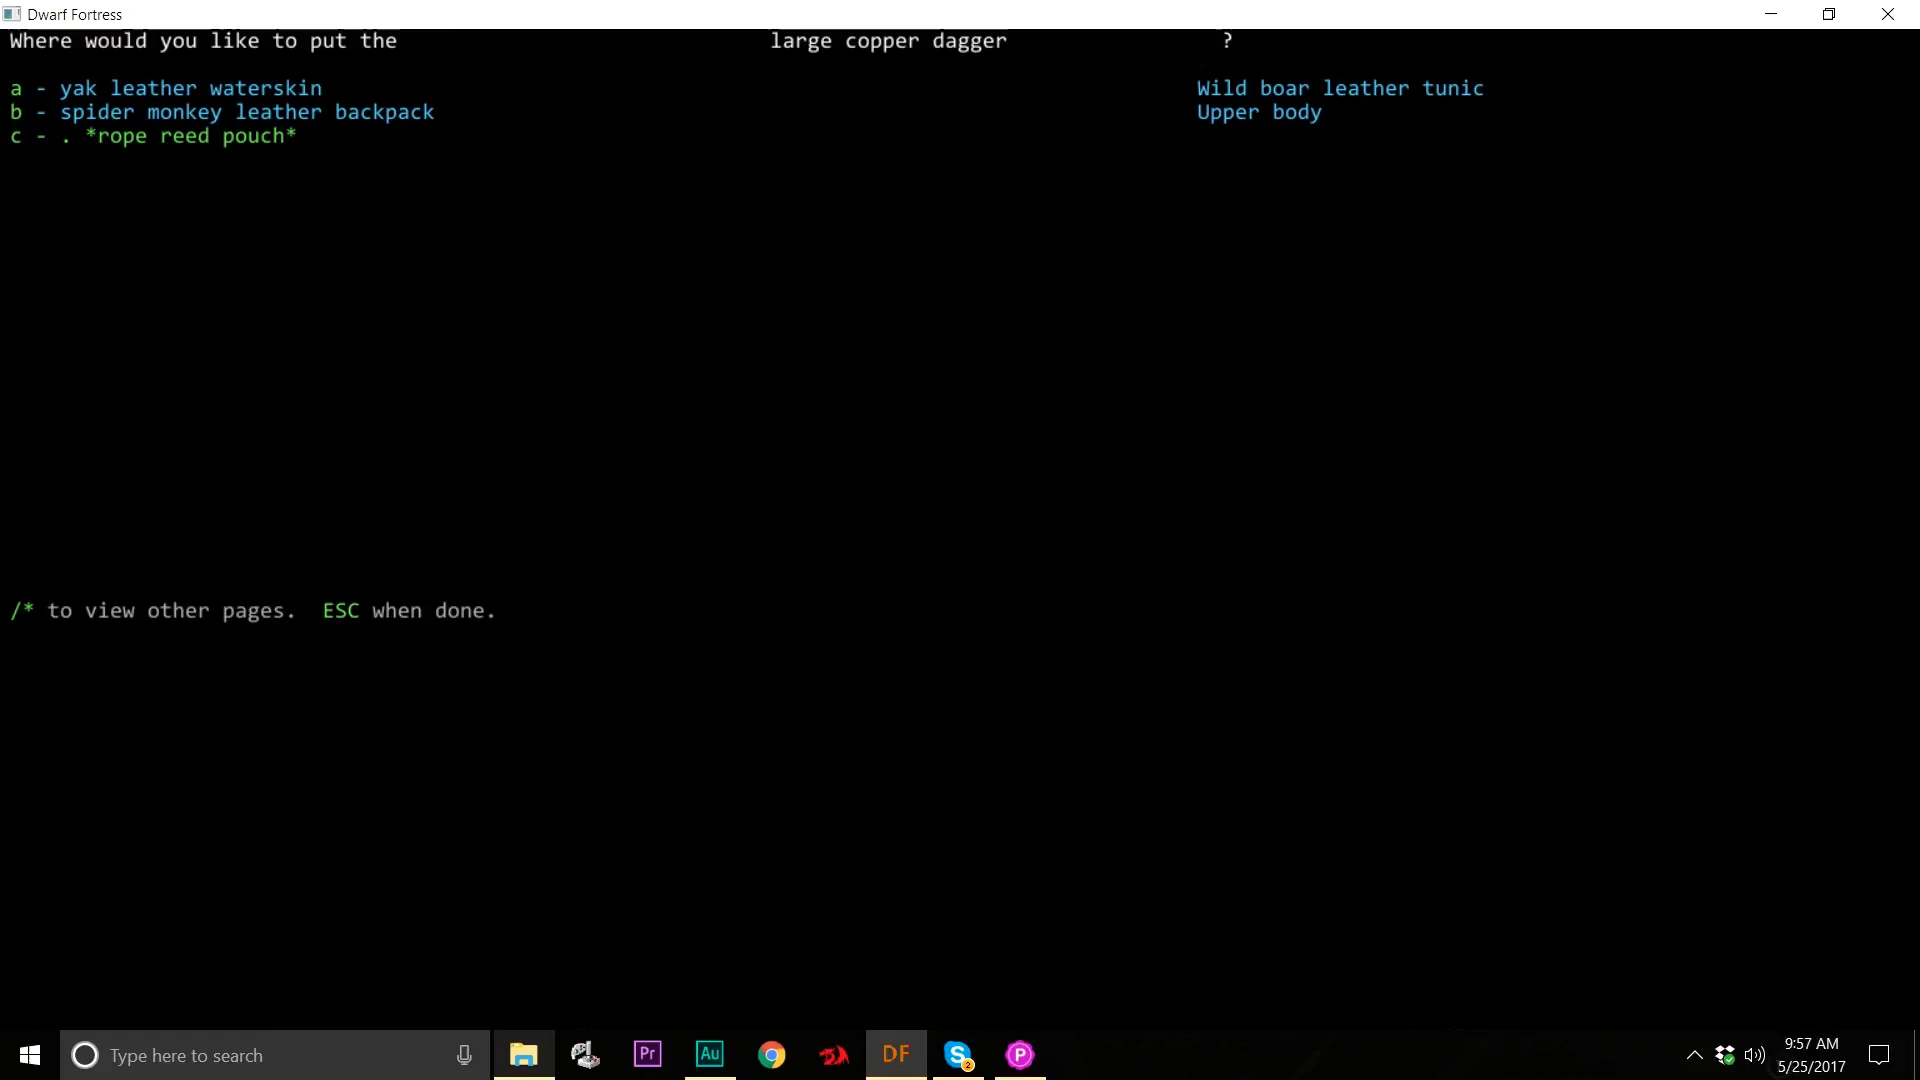 Dwarf Fortress
Where would you like to put the large copper dagger ?
a - yak leather waterskin Wild boar leather tunic
b - spider monkey leather backpack Upper body
c - . *rope reed pouch*
/* to view other pages. ESC when done.
Type here to search Pr Au DF S 2 P 9:57 AM
5/25/2017